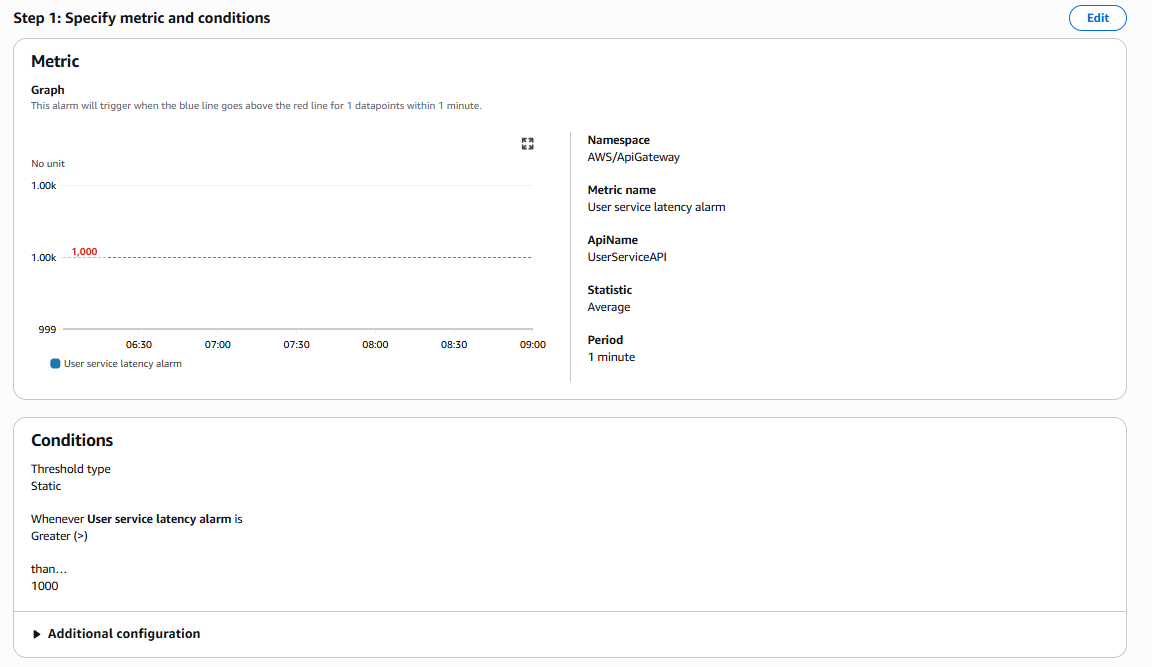 Step 1: Specify metric and conditions
Edit
Metric
Graph
This alarm will trigger when the blue line goes above the red line for 1 datapoints within 1 minute.
No unit
1.00k
1,000
1.00k
999
06:30 07:00 07:30 08:00 08:30 09:00
User service latency alarm
Namespace
AWS/ApiGateway
Metric name
User service latency alarm
ApiName
UserServiceAPI
Statistic
Average
Period
1 minute
Conditions
Threshold type
Static
Whenever User service latency alarm is
Greater (>)
than…
1000
Additional configuration